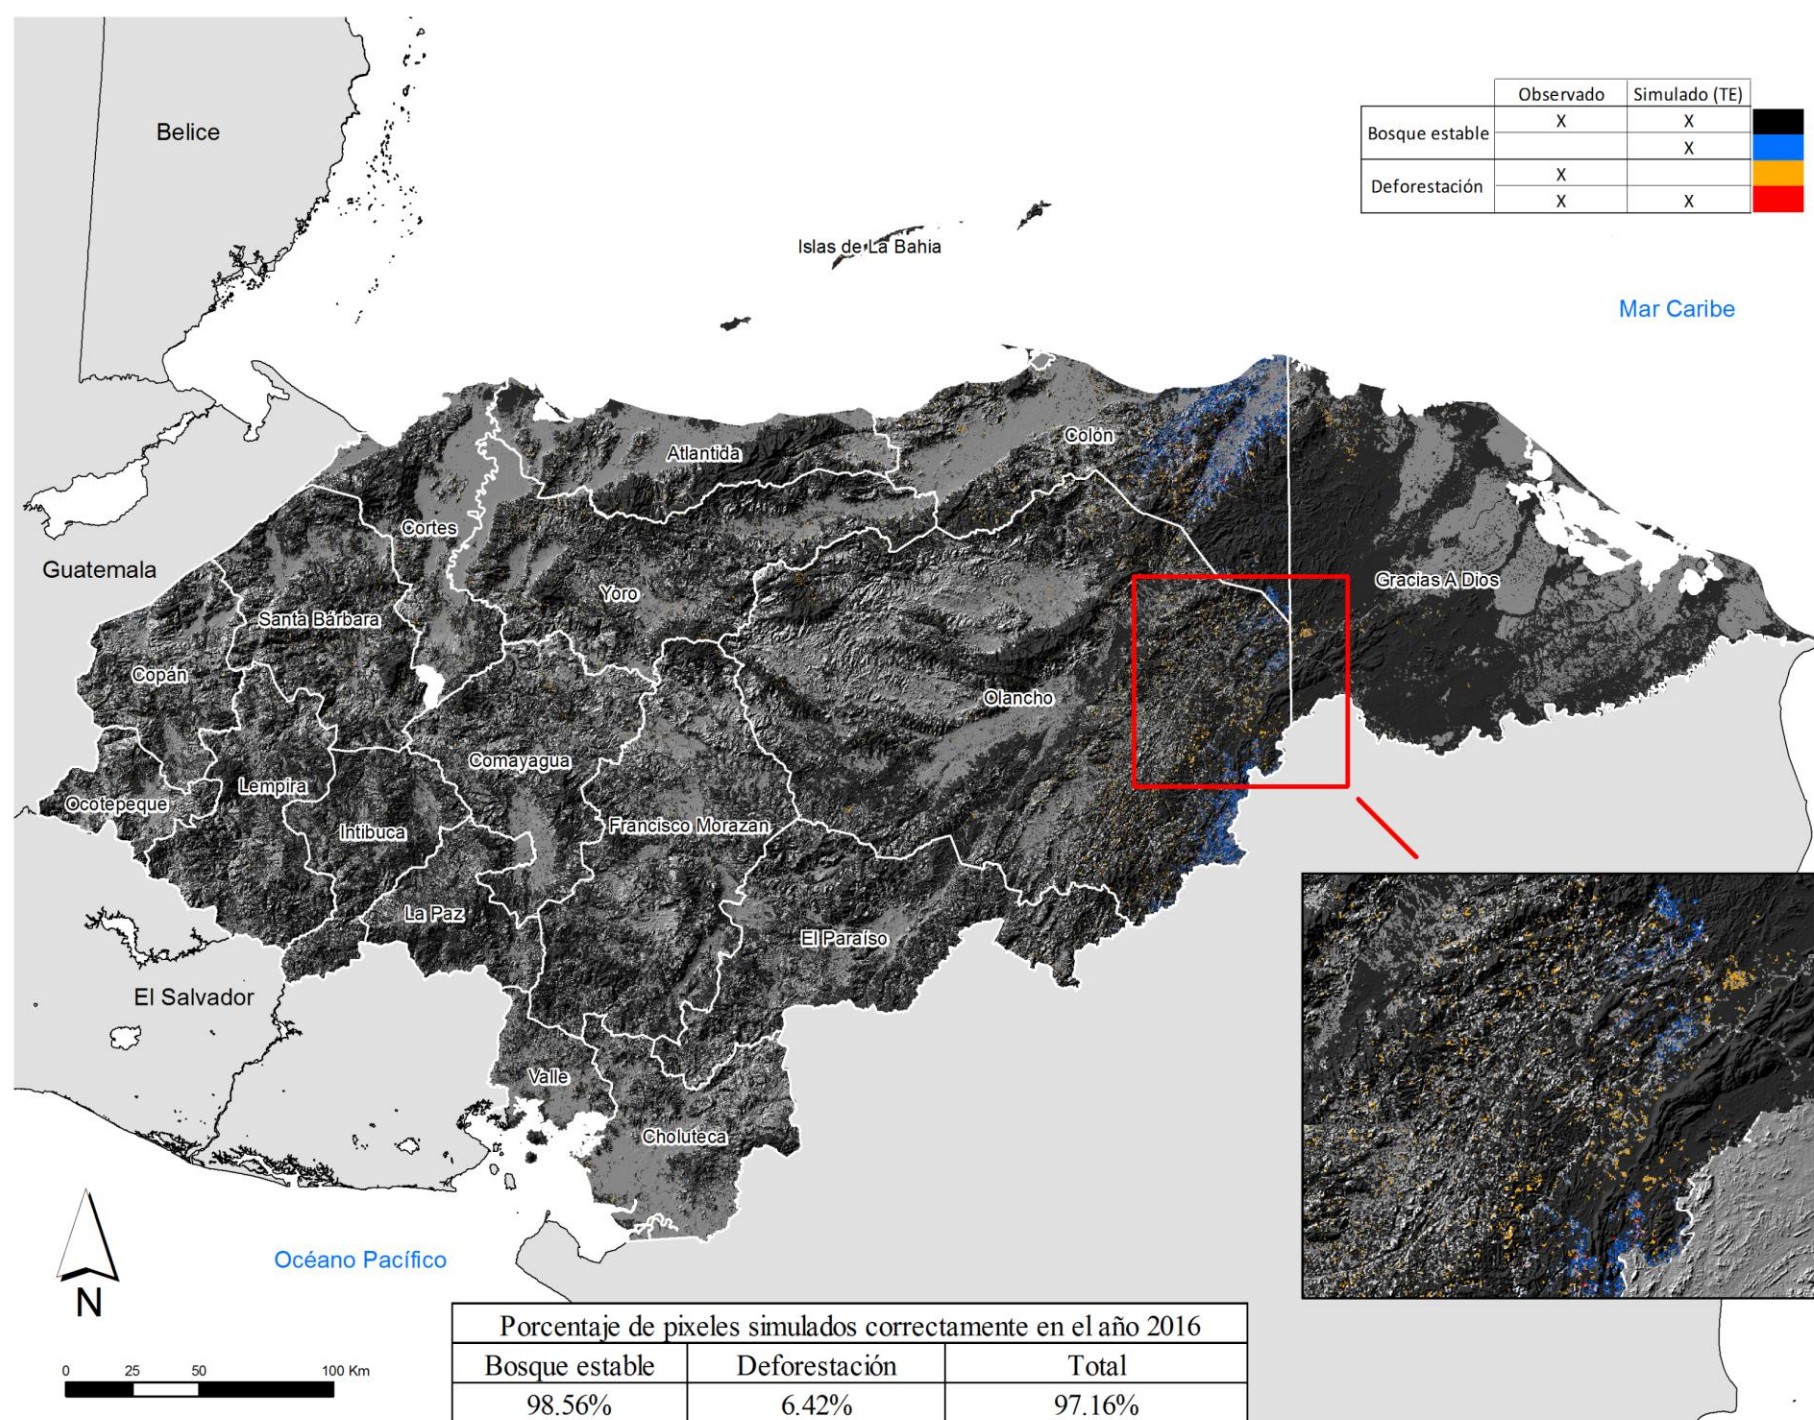 Observado Simulado (TE)
Bosque estable X X
X
Deforestación X
X X
Belice
Islas de La Bahia
Mar Caribe
Colón
Atlantida
Cortes
Guatemala
Gracias A Dios
Yoro
Santa Bárbara
Copán
Olancho
Comayagua
Lempira
Ocotepeque
Intibuca
Francisco Morazan
La Paz
El Paraíso
El Salvador
Valle
Choluteca
Océano Pacífico
N
0 25 50 100 Km
Porcentaje de pixeles simulados correctamente en el año 2016
Bosque estable Deforestación Total
98.56% 6.42% 97.16%